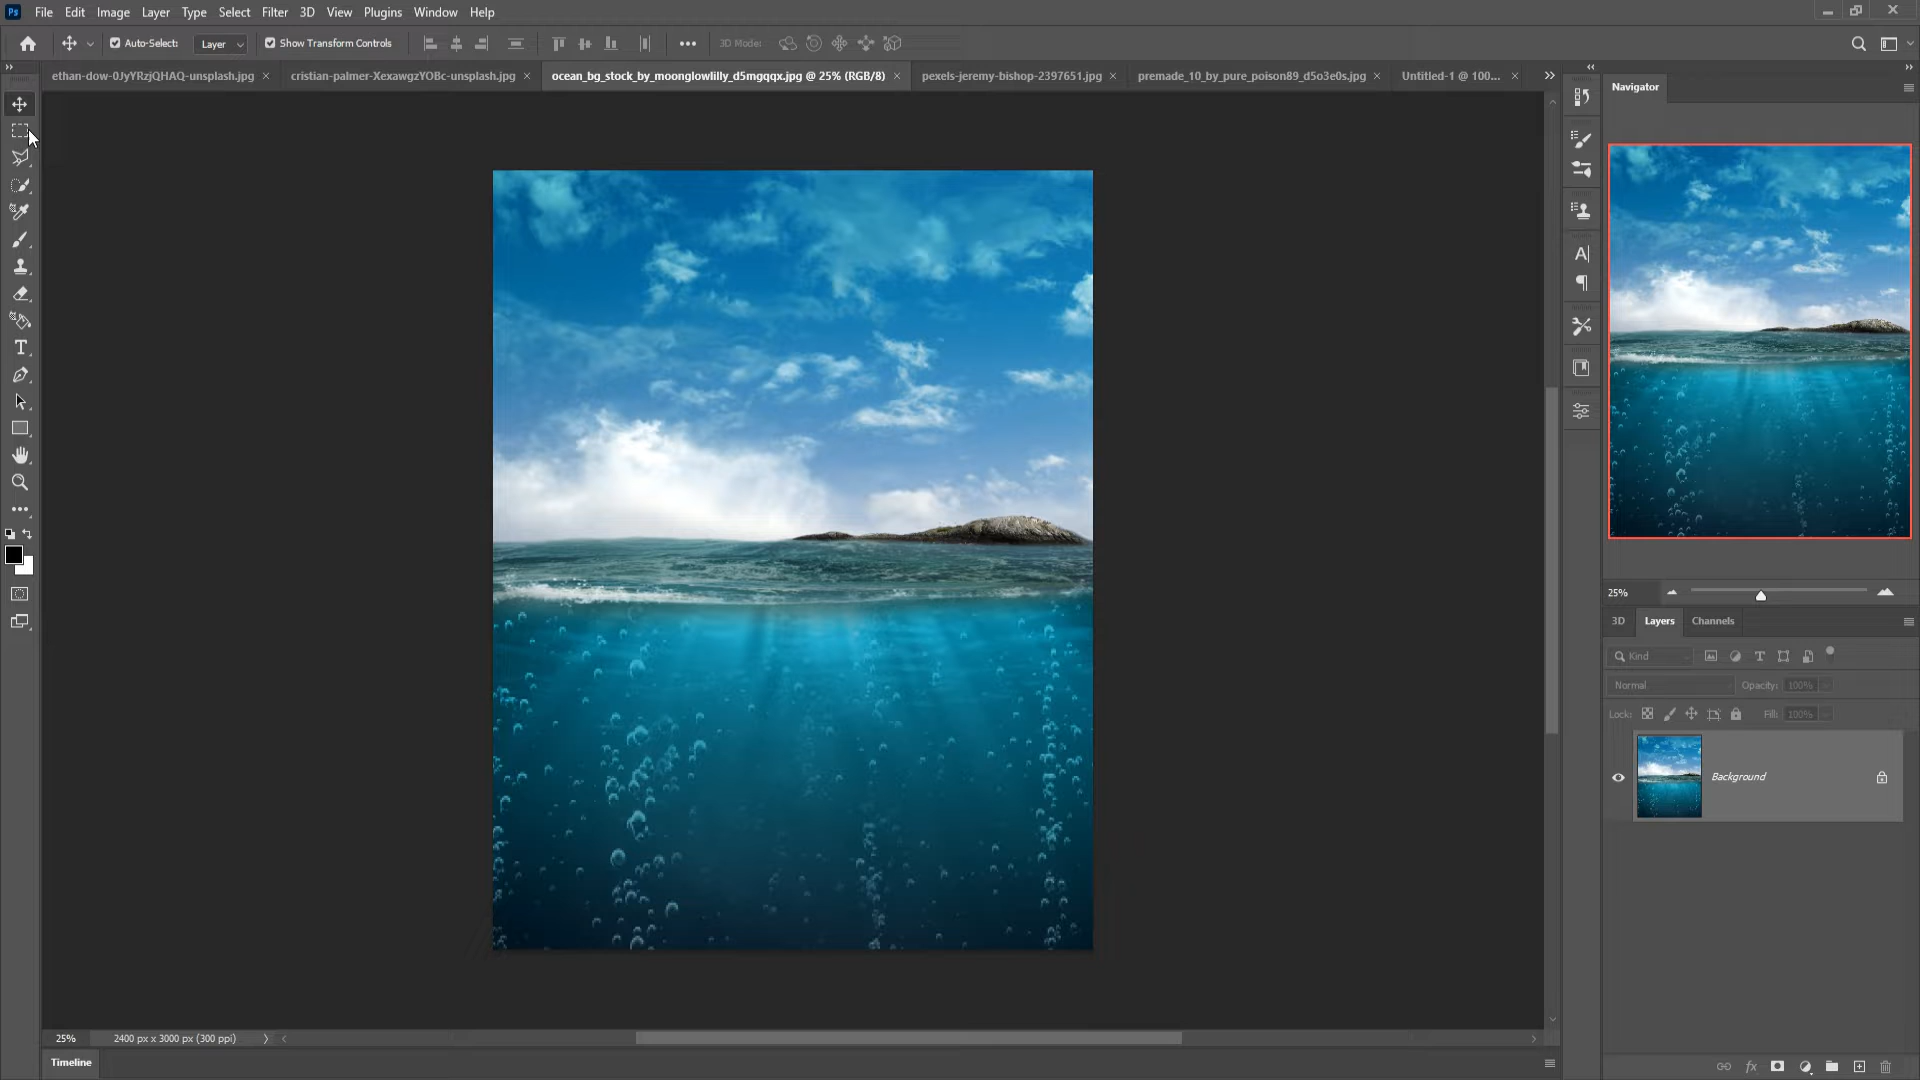 Ps File Edit Image Layer Type Select Filter 3D View Plugins Window Help
Auto-Select: Layer Show Transform Controls 3D Mode:
ethan-dow-0JyYRzjQHAQ-unsplash.jpg cristian-palmer-XexawgzYOBc-unsplash.jpg ocean_bg_stock_by_moonglowlilly_d5mgqqx.jpg @ 25% (RGB/8) pexels-jeremy-bishop-2397651.jpg premade_10_by_pure_poison89_d5o3e0s.jpg Untitled-1 @ 100...
Navigator
25%
3D Layers Channels
Kind
Normal Opacity: 100%
Lock: Fill: 100%
Background
25% 2400 px x 3000 px (300 ppi)
Timeline
fx